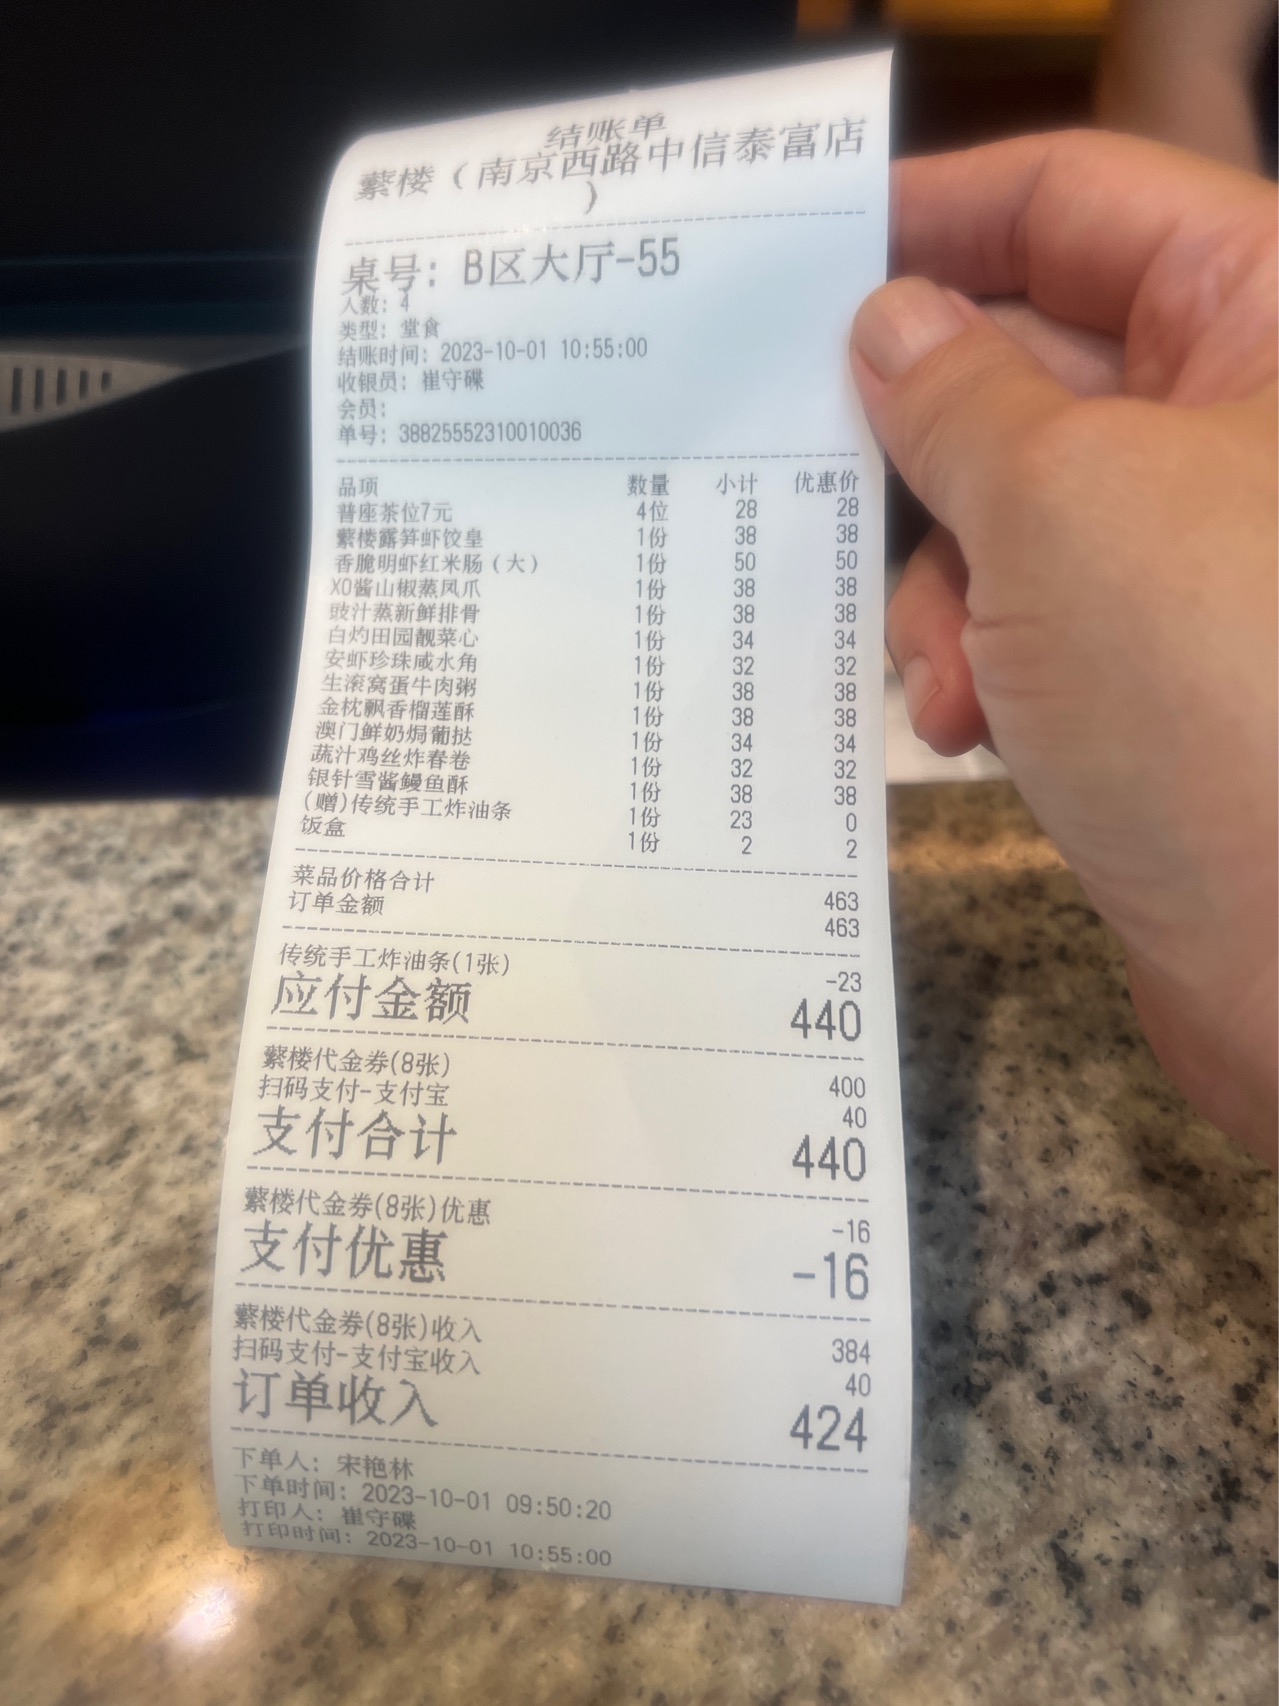 结账单
蘩楼（南京西路中信泰富店
）
桌号：B区大厅-55
人数：4
类型：堂食
结账时间：2023-10-01 10:55:00
收银员：崔守碟
会员：
单号：38825552310010036
品项 数量 小计 优惠价
普座茶位7元 4位 28 28
蘩楼露笋虾饺皇 1份 38 38
香脆明虾红米肠（大） 1份 50 50
XO酱山椒蒸凤爪 1份 38 38
豉汁蒸新鲜排骨 1份 38 38
白灼田园靓菜心 1份 34 34
安虾珍珠咸水角 1份 32 32
生滚窝蛋牛肉粥 1份 38 38
金枕飘香榴莲酥 1份 38 38
澳门鲜奶焗葡挞 1份 34 34
蔬汁鸡丝炸春卷 1份 32 32
银针雪酱鳗鱼酥 1份 38 38
(赠)传统手工炸油条 1份 23 0
饭盒 1份 2 2
菜品价格合计 463
订单金额 463
传统手工炸油条(1张) -23
应付金额 440
蘩楼代金券(8张) 400
扫码支付-支付宝 40
支付合计 440
蘩楼代金券(8张)优惠 -16
支付优惠 -16
蘩楼代金券(8张)收入 384
扫码支付-支付宝收入 40
订单收入 424
下单人：宋艳林
下单时间：2023-10-01 09:50:20
打印人：崔守碟
打印时间：2023-10-01 10:55:00